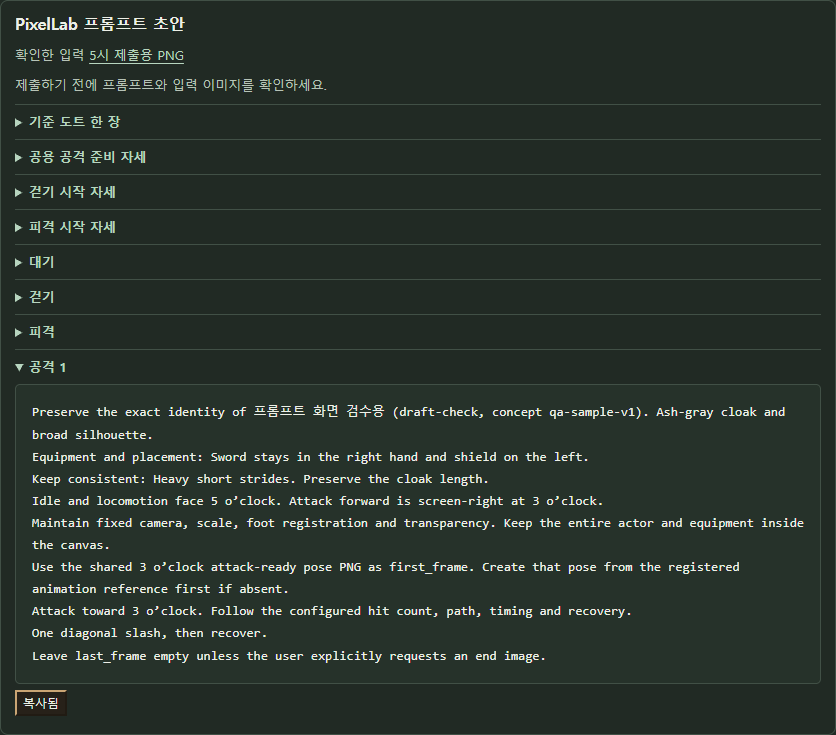 PixelLab 프롬프트 초안
확인한 입력 5시 제출용 PNG
제출하기 전에 프롬프트와 입력 이미지를 확인하세요.
▶ 기준 도트 한 장
▶ 공용 공격 준비 자세
▶ 걷기 시작 자세
▶ 피격 시작 자세
▶ 대기
▶ 걷기
▶ 피격
▼ 공격 1
Preserve the exact identity of 프롬프트 화면 검수용 (draft-check, concept qa-sample-v1). Ash-gray cloak and
broad silhouette.
Equipment and placement: Sword stays in the right hand and shield on the left.
Keep consistent: Heavy short strides. Preserve the cloak length.
Idle and locomotion face 5 o’clock. Attack forward is screen-right at 3 o’clock.
Maintain fixed camera, scale, foot registration and transparency. Keep the entire actor and equipment inside
the canvas.
Use the shared 3 o’clock attack-ready pose PNG as first_frame. Create that pose from the registered
animation reference first if absent.
Attack toward 3 o’clock. Follow the configured hit count, path, timing and recovery.
One diagonal slash, then recover.
Leave last_frame empty unless the user explicitly requests an end image.
복사됨